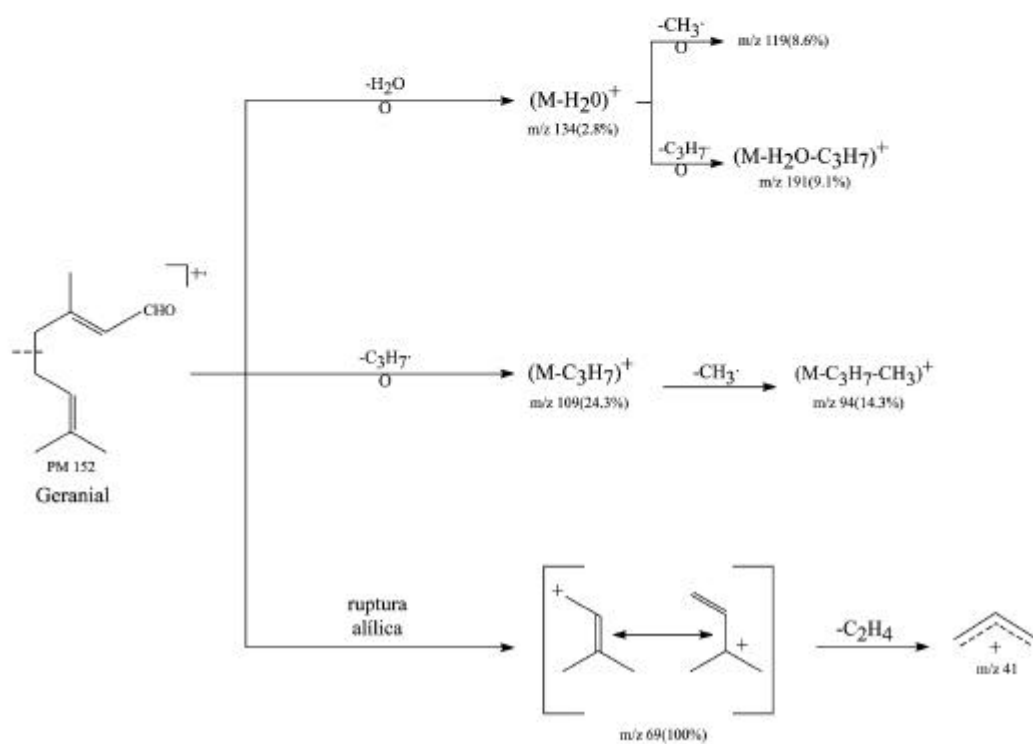 -CH3·
O
m/z 119(8.6%)
-H2O
O
(M-H20)+
m/z 134(2.8%)
-C3H7·
O
(M-H2O-C3H7)+
m/z 191(9.1%)
+·
CHO
-C3H7·
O
(M-C3H7)+
m/z 109(24.3%)
-CH3·
(M-C3H7-CH3)+
m/z 94(14.3%)
PM 152
Geranial
ruptura
alílica
+
+
-C2H4
+
m/z 41
m/z 69(100%)